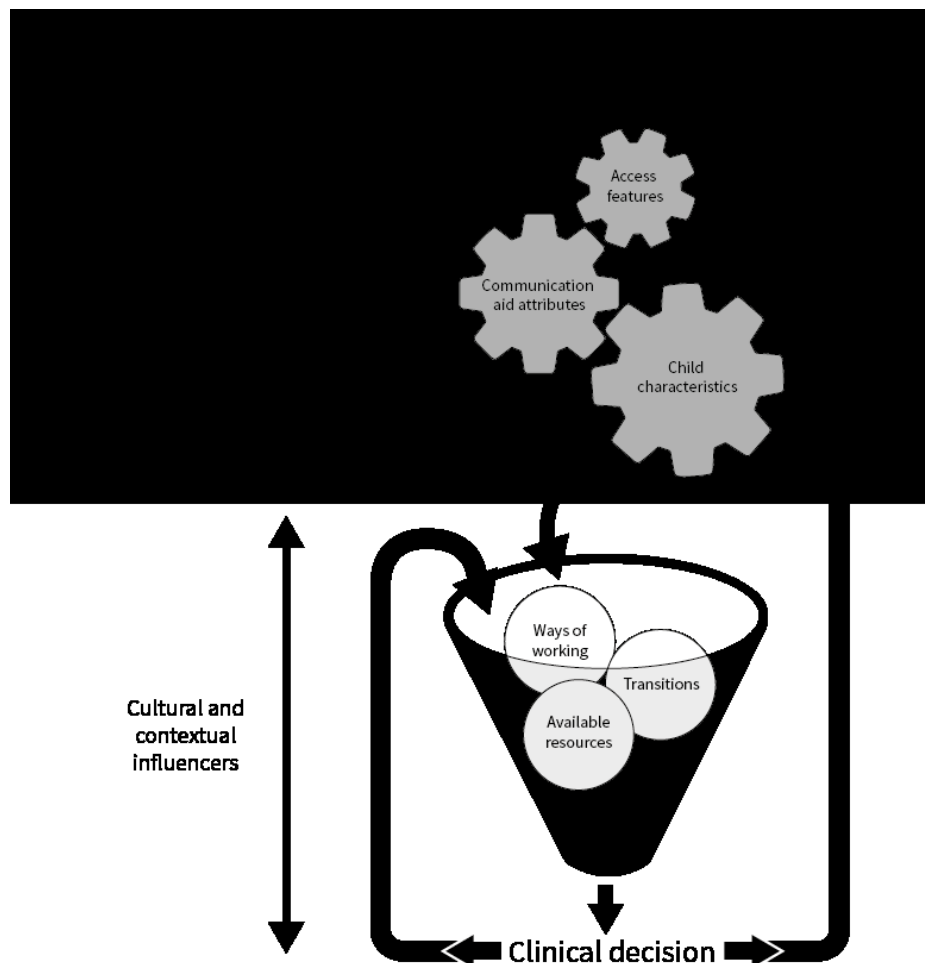 Access
features
Communication
aid attributes
Child
characteristics
Ways of
working
Transitions
Available
resources
Cultural and
contextual
influencers
Clinical decision